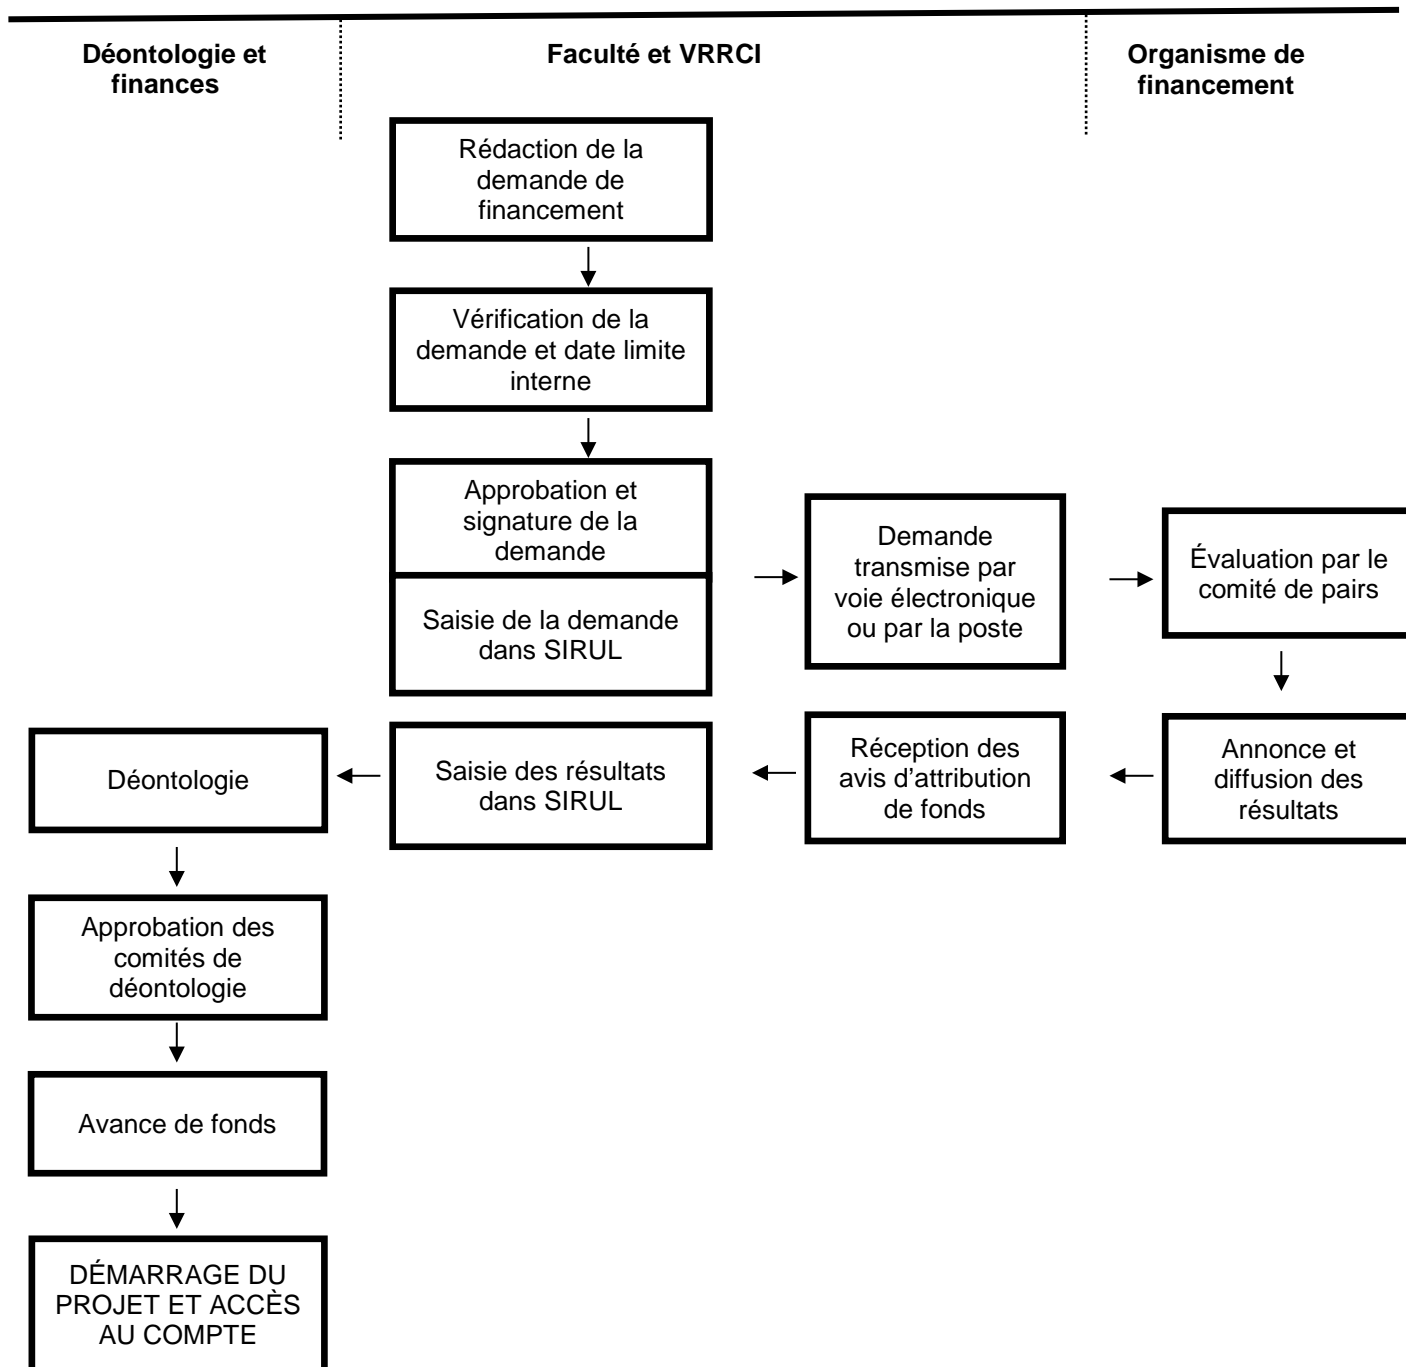 Déontologie et
finances
Faculté et VRRCI
Organisme de
financement
Rédaction de la
demande de
financement
Vérification de la
demande et date limite
interne
Approbation et
signature de la
demande
Saisie de la demande
dans SIRUL
Demande
transmise par
voie électronique
ou par la poste
Évaluation par le
comité de pairs
Annonce et
diffusion des
résultats
Réception des
avis d’attribution
de fonds
Saisie des résultats
dans SIRUL
Déontologie
Approbation des
comités de
déontologie
Avance de fonds
DÉMARRAGE DU
PROJET ET ACCÈS
AU COMPTE